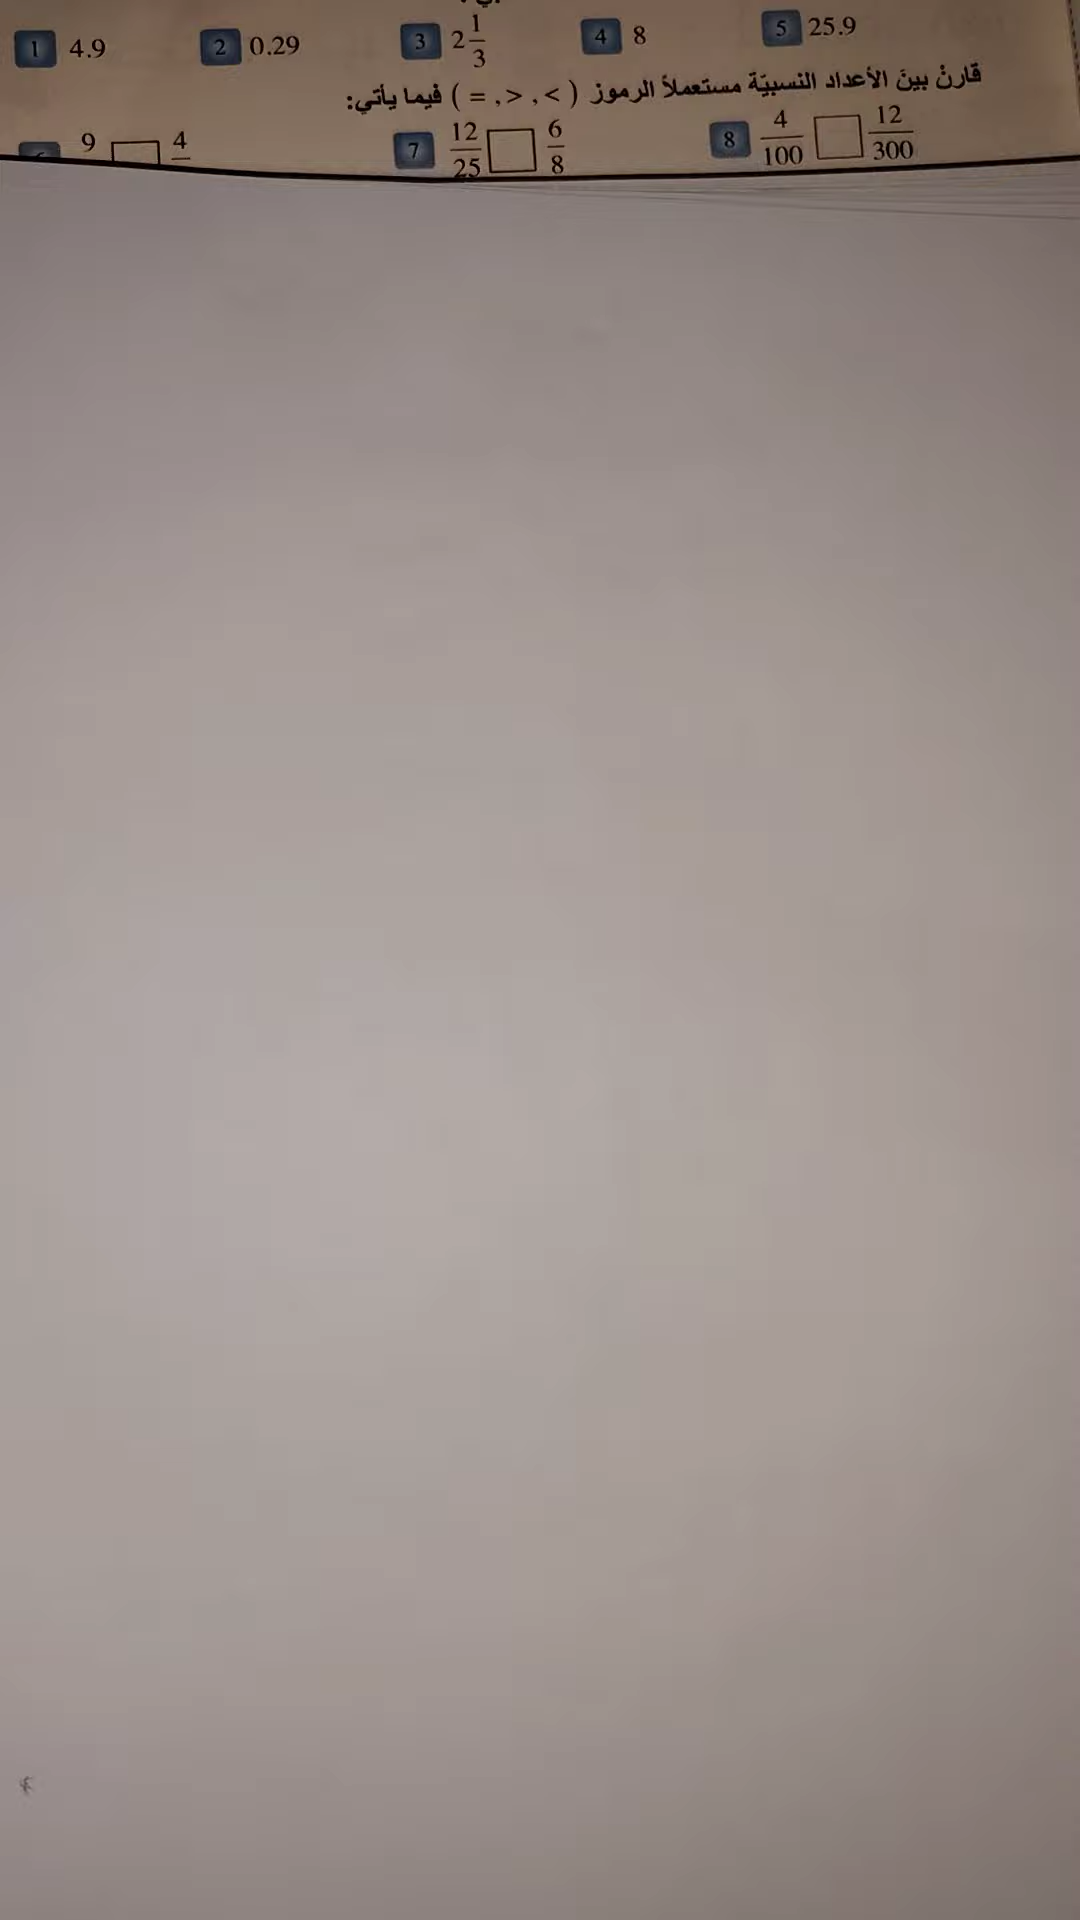 1 4.9 2 0.29 3 2 1/3 4 8 5 25.9
قارنْ بينَ الأعداد النسبيّة مستعملاً الرموز ( > , < , = ) فيما يأتي:
9 □ 4 7 12/25 □ 6/8 8 4/100 □ 12/300